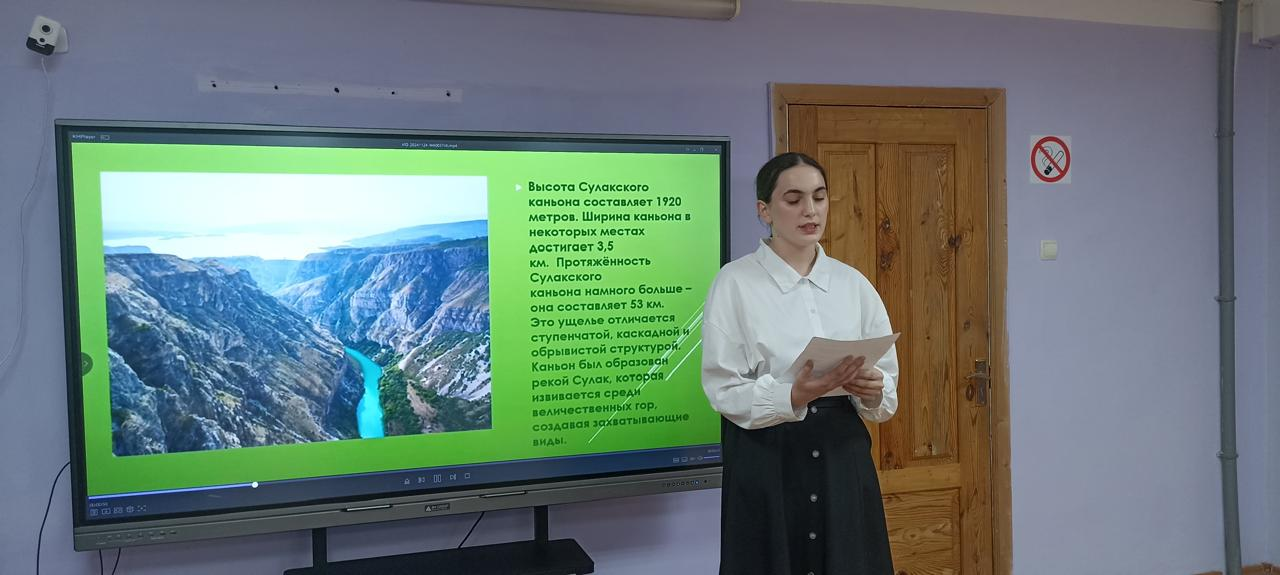 KMPlayer
Высота Сулакского
каньона составляет 1920
метров. Ширина каньона в
некоторых местах
достигает 3,5
км. Протяжённость
Сулакского
каньона намного больше –
она составляет 53 км.
Это ущелье отличается
ступенчатой, каскадной и
обрывистой структурой.
Каньон был образован
рекой Сулак, которая
извивается среди
величественных гор,
создавая захватывающие
виды.